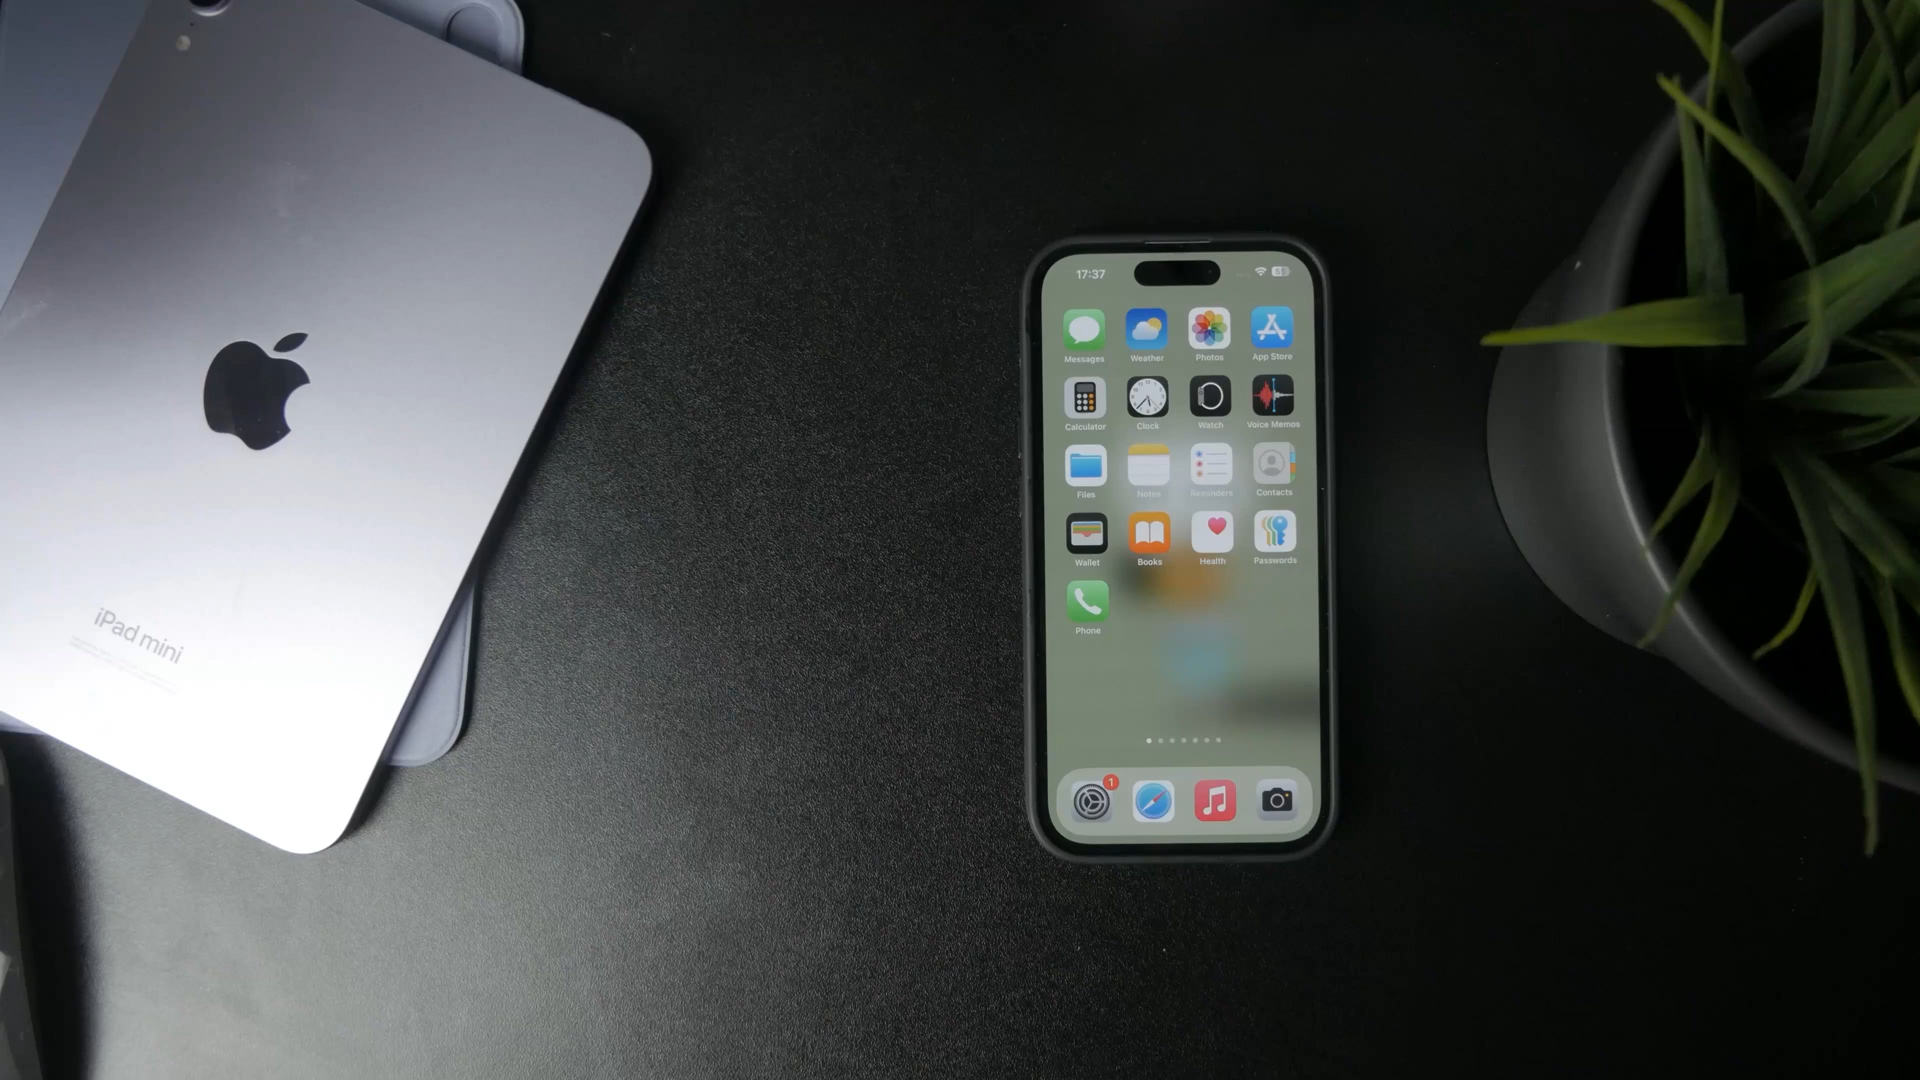 iPad mini
17:37
Messages Weather Photos App Store
Calculator Clock Watch Voice Memos
Files Notes Reminders Contacts
Wallet Books Health Passwords
Phone
1